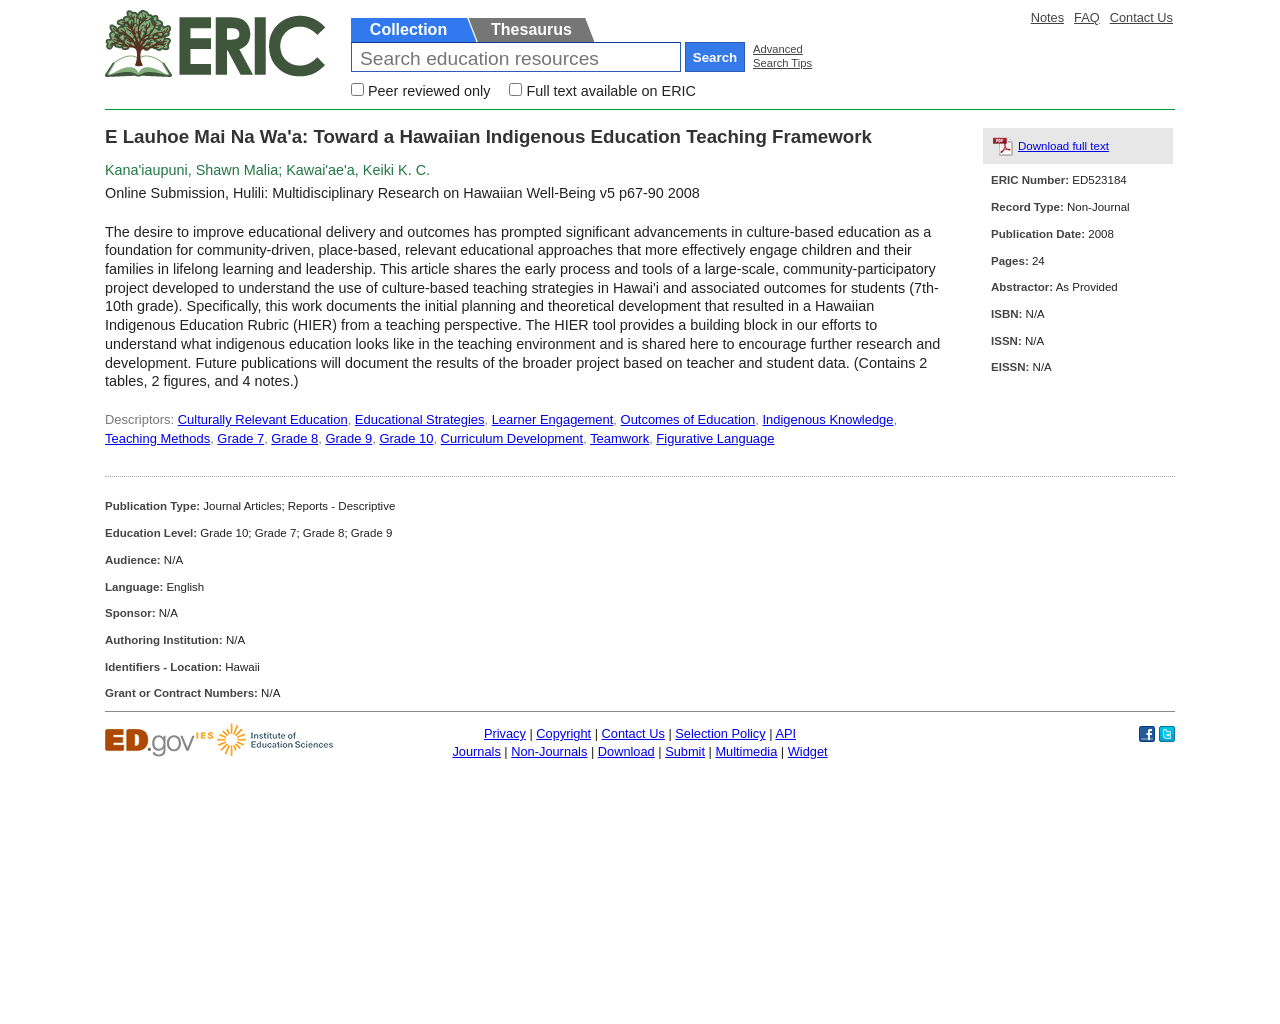 ERIC
Collection
Thesaurus
Notes FAQ Contact Us
Search education resources
Search
Advanced
Search Tips
Peer reviewed only
Full text available on ERIC
E Lauhoe Mai Na Wa'a: Toward a Hawaiian Indigenous Education Teaching Framework
Kana'iaupuni, Shawn Malia; Kawai'ae'a, Keiki K. C.
Online Submission, Hulili: Multidisciplinary Research on Hawaiian Well-Being v5 p67-90 2008
The desire to improve educational delivery and outcomes has prompted significant advancements in culture-based education as a
foundation for community-driven, place-based, relevant educational approaches that more effectively engage children and their
families in lifelong learning and leadership. This article shares the early process and tools of a large-scale, community-participatory
project developed to understand the use of culture-based teaching strategies in Hawai'i and associated outcomes for students (7th-
10th grade). Specifically, this work documents the initial planning and theoretical development that resulted in a Hawaiian
Indigenous Education Rubric (HIER) from a teaching perspective. The HIER tool provides a building block in our efforts to
understand what indigenous education looks like in the teaching environment and is shared here to encourage further research and
development. Future publications will document the results of the broader project based on teacher and student data. (Contains 2
tables, 2 figures, and 4 notes.)
Descriptors: Culturally Relevant Education, Educational Strategies, Learner Engagement, Outcomes of Education, Indigenous Knowledge,
Teaching Methods, Grade 7, Grade 8, Grade 9, Grade 10, Curriculum Development, Teamwork, Figurative Language
PDF
Download full text
ERIC Number: ED523184
Record Type: Non-Journal
Publication Date: 2008
Pages: 24
Abstractor: As Provided
ISBN: N/A
ISSN: N/A
EISSN: N/A
Publication Type: Journal Articles; Reports - Descriptive
Education Level: Grade 10; Grade 7; Grade 8; Grade 9
Audience: N/A
Language: English
Sponsor: N/A
Authoring Institution: N/A
Identifiers - Location: Hawaii
Grant or Contract Numbers: N/A
ED.gov
IES
Institute of
Education Sciences
Privacy | Copyright | Contact Us | Selection Policy | API
Journals | Non-Journals | Download | Submit | Multimedia | Widget